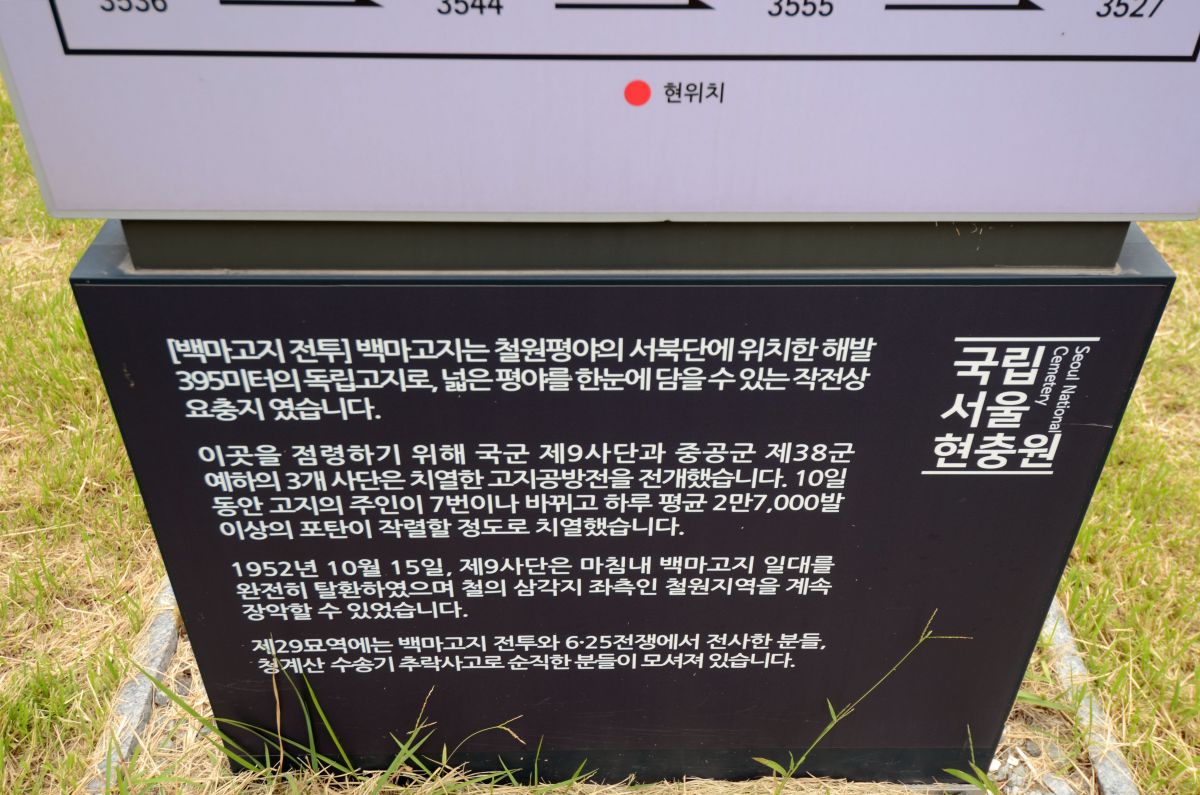 3536
3544
3555
3527
현위치
[백마고지 전투] 백마고지는 철원평야의 서북단에 위치한 해발
395미터의 독립고지로, 넓은 평야를 한눈에 담을 수 있는 작전상
요충지 였습니다.
이곳을 점령하기 위해 국군 제9사단과 중공군 제38군
예하의 3개 사단은 치열한 고지공방전을 전개했습니다. 10일
동안 고지의 주인이 7번이나 바뀌고 하루 평균 2만7,000발
이상의 포탄이 작렬할 정도로 치열했습니다.
1952년 10월 15일, 제9사단은 마침내 백마고지 일대를
완전히 탈환하였으며 철의 삼각지 좌측인 철원지역을 계속
장악할 수 있었습니다.
제29묘역에는 백마고지 전투와 6·25전쟁에서 전사한 분들,
청계산 수송기 추락사고로 순직한 분들이 모셔져 있습니다.
국립
서울
현충원
Seoul National
Cemetery